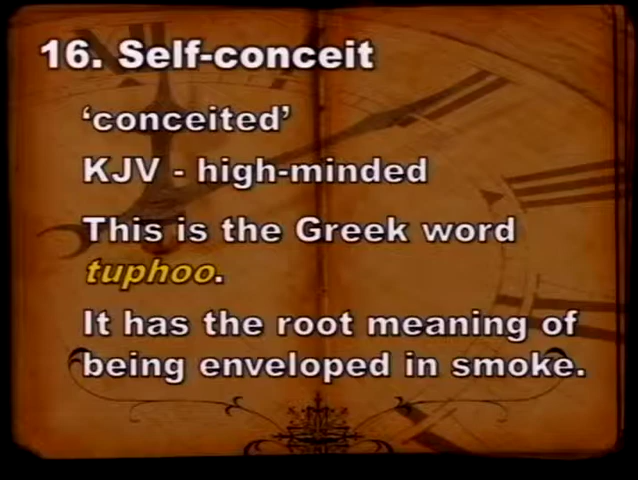 16. Self-conceit
‘conceited’
KJV - high-minded
This is the Greek word
tuphoo.
It has the root meaning of
being enveloped in smoke.